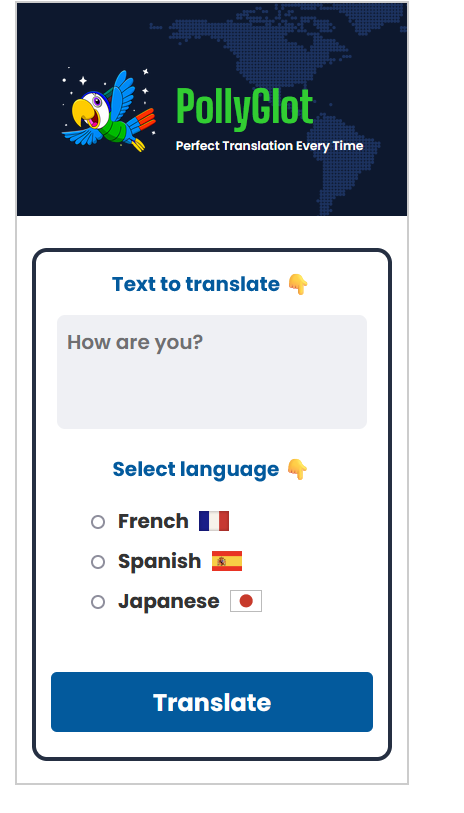 PollyGlot
Perfect Translation Every Time
Text to translate 👇
How are you?
Select language 👇
French 🇫🇷
Spanish 🇪🇸
Japanese 🇯🇵
Translate